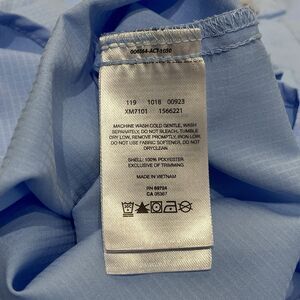 119 1018 00923
XM7101 1566221
MACHINE WASH COLD GENTLE, WASH
SEPARATELY, DO NOT BLEACH, TUMBLE
DRY LOW, REMOVE PROMPTLY, IRON LOW,
DO NOT USE FABRIC SOFTENER, DO NOT
DRYCLEAN
SHELL: 100% POLYESTER
EXCLUSIVE OF TRIMMING
MADE IN VIETNAM
RN 69724
CA 05367